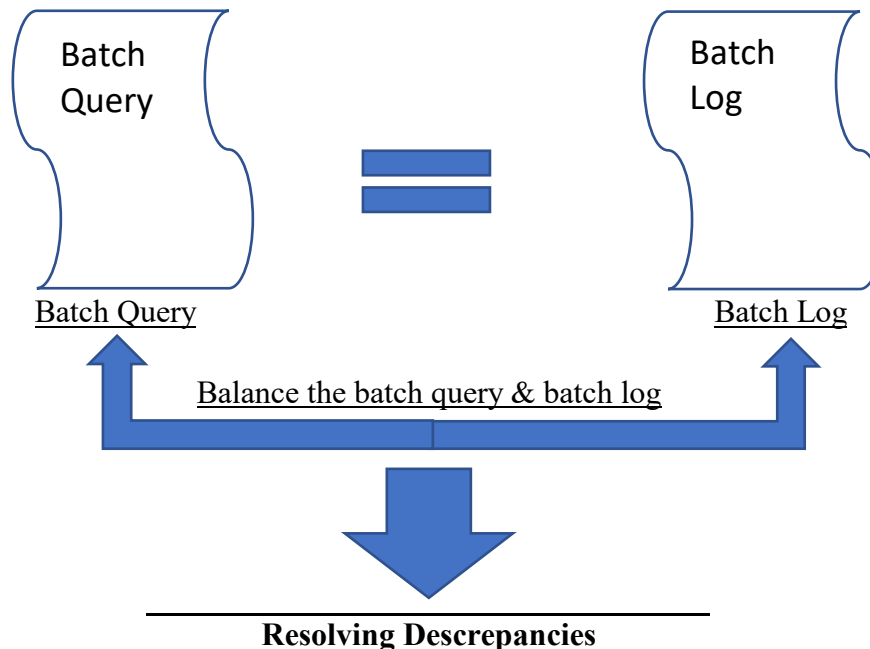 Batch
Query
Batch
Log
Batch Query
Batch Log
Balance the batch query & batch log
Resolving Descrepancies